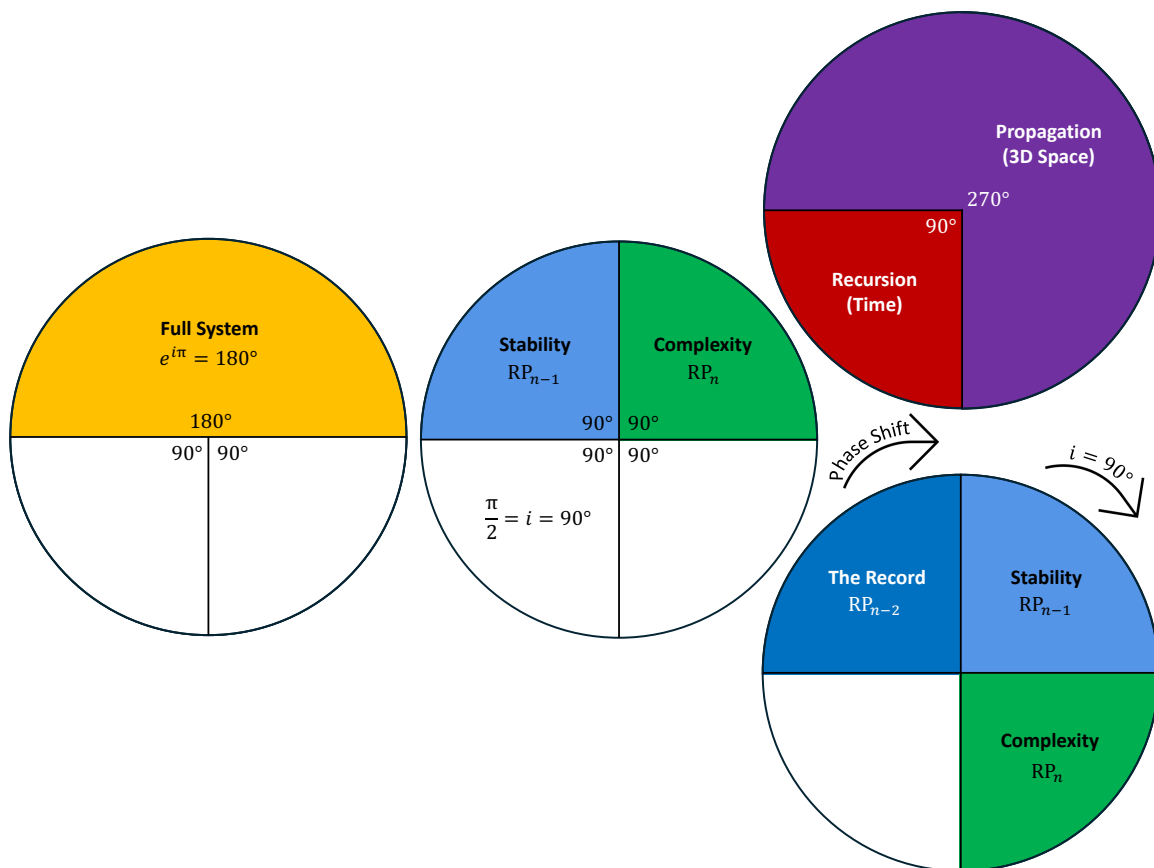 Full System
e^{iπ} = 180°
180°
90° 90°
Stability
RP_{n−1}
Complexity
RP_n
90° 90°
90° 90°
π/2 = i = 90°
Propagation
(3D Space)
270°
90°
Recursion
(Time)
Phase Shift
i = 90°
The Record
RP_{n−2}
Stability
RP_{n−1}
Complexity
RP_n